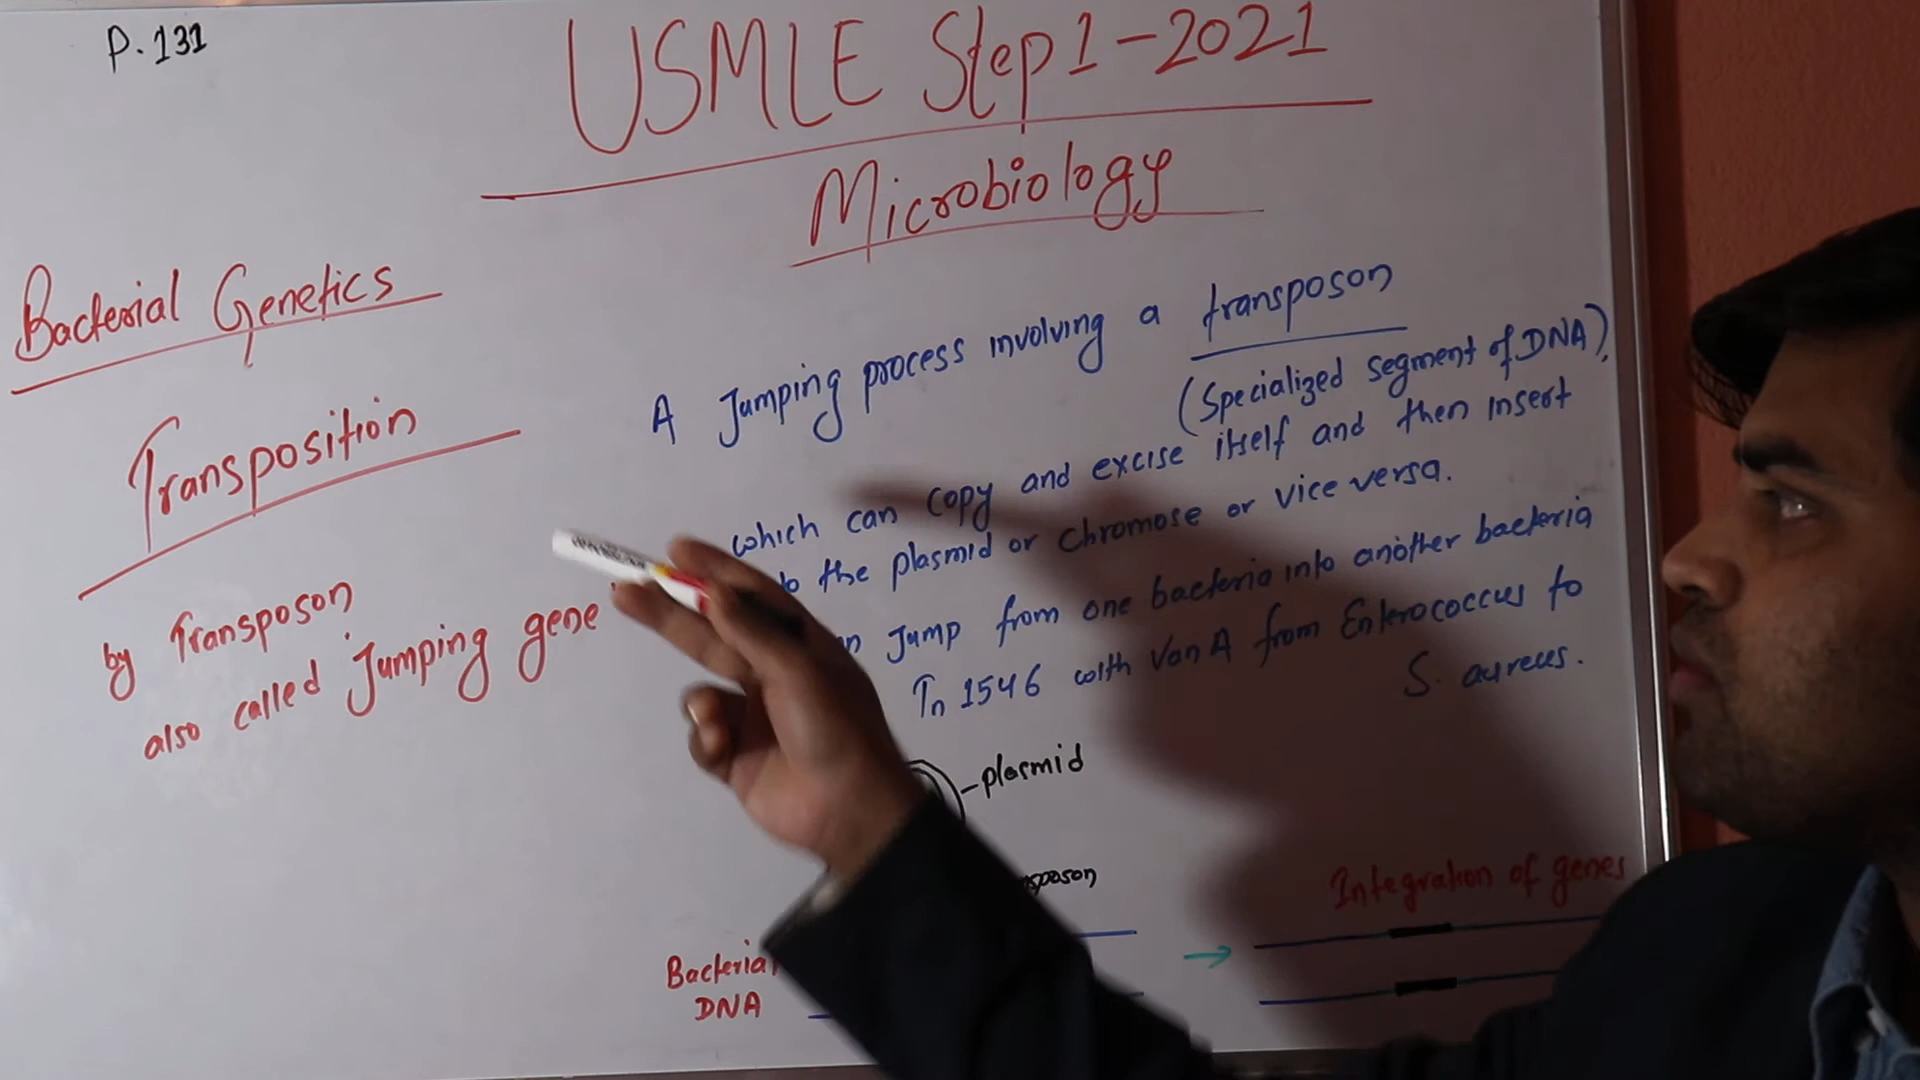 P. 131
USMLE Step 1-2021
Microbiology
Bacterial Genetics
Transposition
by Transposon
also called Jumping gene
A Jumping process involving a transposon
(Specialized segment of DNA),
which can copy and excise itself and then insert
the plasmid or chromose or vice versa.
Jump from one bacteria into another bacteria
Tn 1546 with Van A from Enterococcus to
S. aureus.
- plasmid
Bacterial
DNA
→
Integration of genes